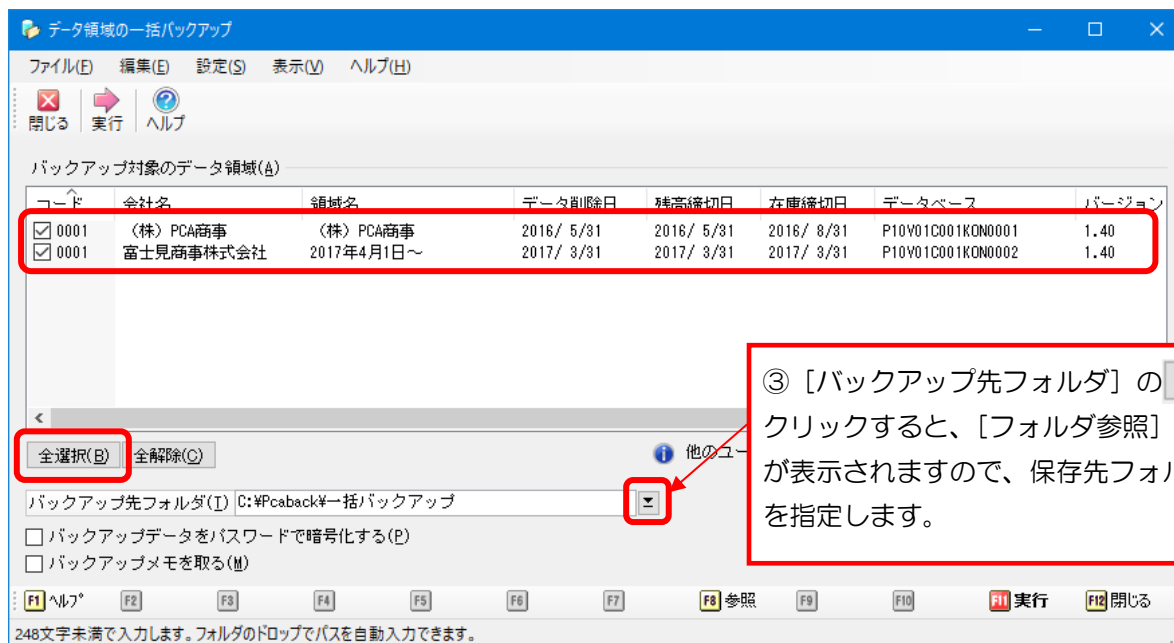 データ領域の一括バックアップ
ファイル(F) 編集(E) 設定(S) 表示(V) ヘルプ(H)
閉じる 実行 ヘルプ
バックアップ対象のデータ領域(A)
コード 会社名 領域名 データ削除日 残高締切日 在庫締切日 データベース バージョン
0001 （株）PCA商事 （株）PCA商事 2016/ 5/31 2016/ 5/31 2016/ 8/31 P10V01C001KON0001 1.40
0001 富士見商事株式会社 2017年4月1日～ 2017/ 3/31 2017/ 3/31 2017/ 3/31 P10V01C001KON0002 1.40
③［バックアップ先フォルダ］の
クリックすると、［フォルダ参照］
が表示されますので、保存先フォル
を指定します。
全選択(B) 全解除(C) 他のユー
バックアップ先フォルダ(T) C:¥Pcaback¥一括バックアップ
バックアップデータをパスワードで暗号化する(P)
バックアップメモを取る(M)
F1 ヘルプ F2 F3 F4 F5 F6 F7 F8 参照 F9 F10 F11 実行 F12 閉じる
248文字未満で入力します。フォルダのドロップでパスを自動入力できます。